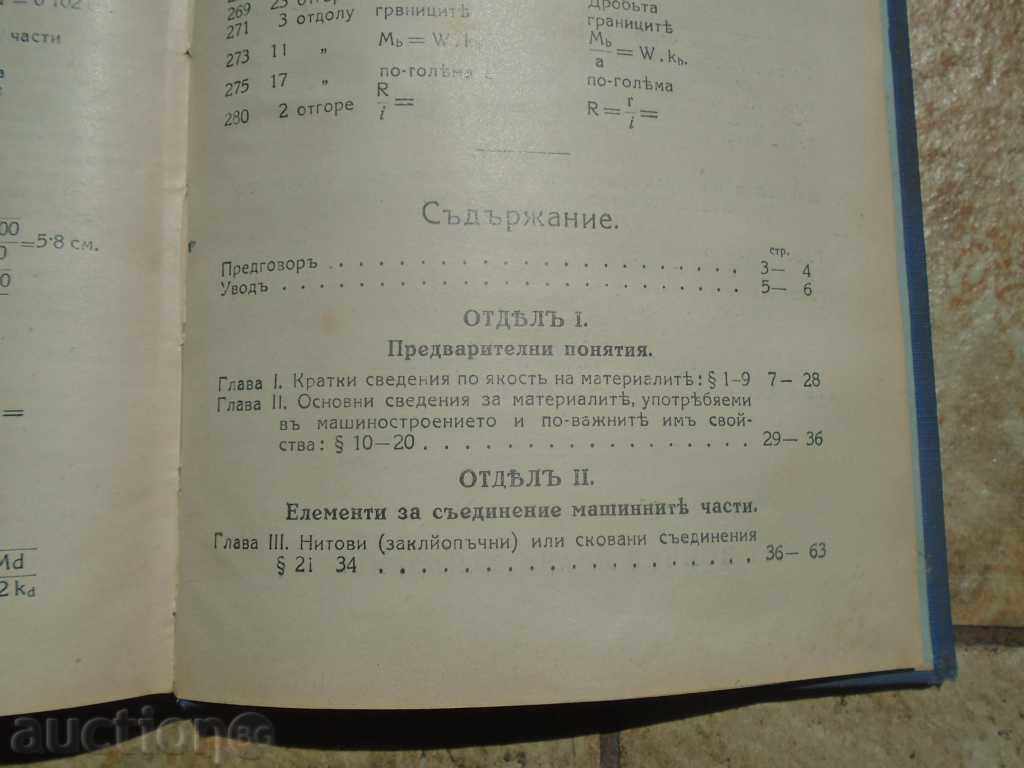 части
=5·8 см.
=
Md
2 kd
269 23
Дробьта
271 3 отдолу грвницитѣ границитѣ
273 11 „ Mb = W. k Mb/a = W. kb.
275 17 „ по-голѣма по-голѣма
280 2 отгоре R/i = R = r/i =
Съдържание.
стр.
Предговоръ . . . . . . . . . . . . . . . . . . . . 3— 4
Уводъ . . . . . . . . . . . . . . . . . . . . . . 5— 6
ОТДѢЛЪ I.
Предварителни понятия.
Глава I. Кратки сведения по якость на материалитѣ: § 1–9 7— 28
Глава II. Основни сведения за материалитѣ, употрѣбяеми
въ машиностроението и по-важнитѣ имъ свой-
ства: § 10—20 . . . . . . . . . . . . . . . 29— 36
ОТДѢЛЪ II.
Елементи за съединение машиннитѣ части.
Глава III. Нитови (заклйопъчни) или сковани съединения
§ 21 34 . . . . . . . . . . . . . . . . . . 36— 63
auctionBG